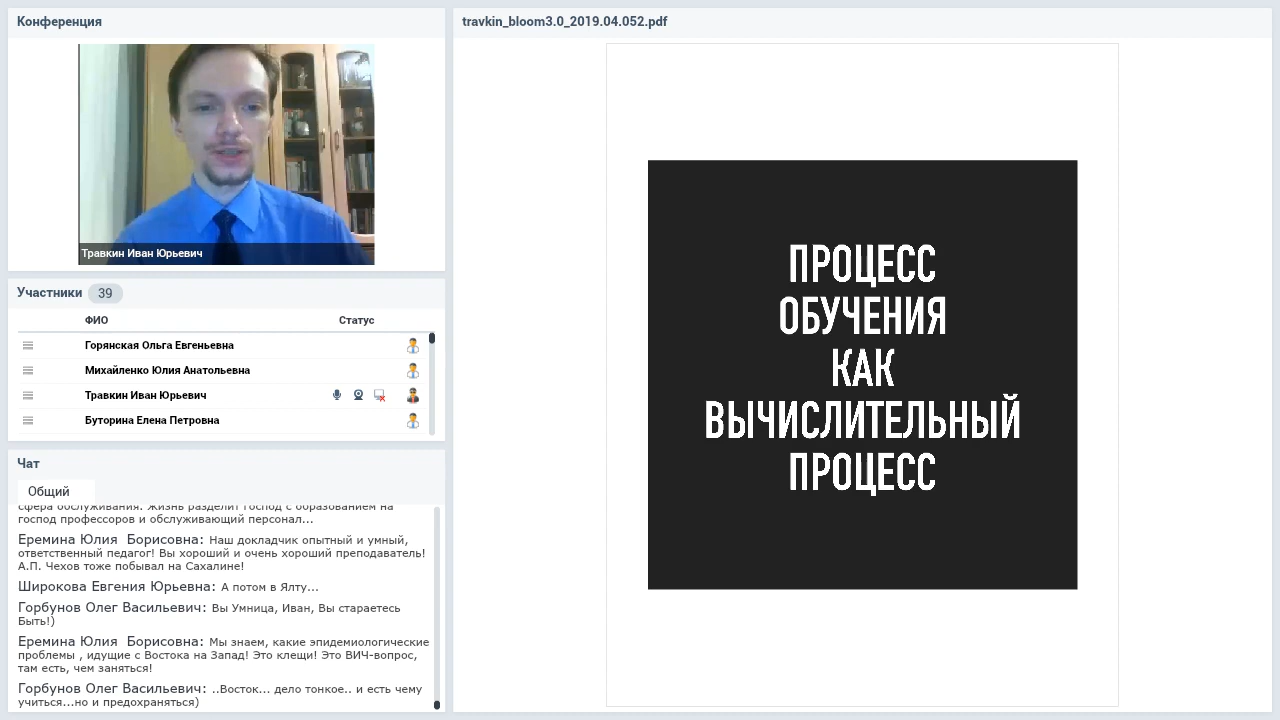 Конференция
Травкин Иван Юрьевич
Участники 39
ФИО Статус
Горянская Ольга Евгеньевна
Михайленко Юлия Анатольевна
Травкин Иван Юрьевич
Буторина Елена Петровна
Чат
Общий
сфера обслуживания. Жизнь разделит господ с образованием на
господ профессоров и обслуживающий персонал...
Еремина Юлия Борисовна: Наш докладчик опытный и умный,
ответственный педагог! Вы хороший и очень хороший преподаватель!
А.П. Чехов тоже побывал на Сахалине!
Широкова Евгения Юрьевна: А потом в Ялту...
Горбунов Олег Васильевич: Вы Умница, Иван, Вы стараетесь
Быть!)
Еремина Юлия Борисовна: Мы знаем, какие эпидемиологические
проблемы , идущие с Востока на Запад! Это клещи! Это ВИЧ-вопрос,
там есть, чем заняться!
Горбунов Олег Васильевич: ..Восток... дело тонкое.. и есть чему
учиться...но и предохраняться)
travkin_bloom3.0_2019.04.052.pdf
ПРОЦЕСС
ОБУЧЕНИЯ
КАК
ВЫЧИСЛИТЕЛЬНЫЙ
ПРОЦЕСС